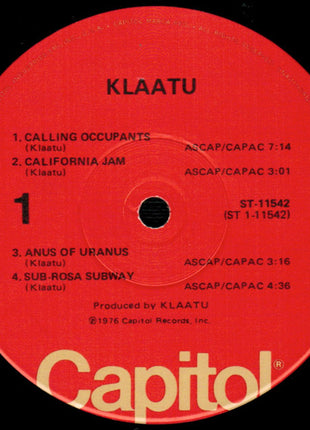 KLAATU
1. CALLING OCCUPANTS
(Klaatu) ASCAP/CAPAC 7:14
2. CALIFORNIA JAM
(Klaatu) ASCAP/CAPAC 3:01
1
ST-11542
(ST 1-11542)
3. ANUS OF URANUS
(Klaatu) ASCAP/CAPAC 3:16
4. SUB-ROSA SUBWAY
(Klaatu) ASCAP/CAPAC 4:36
Produced by KLAATU
℗1976 Capitol Records, Inc.
Capitol®